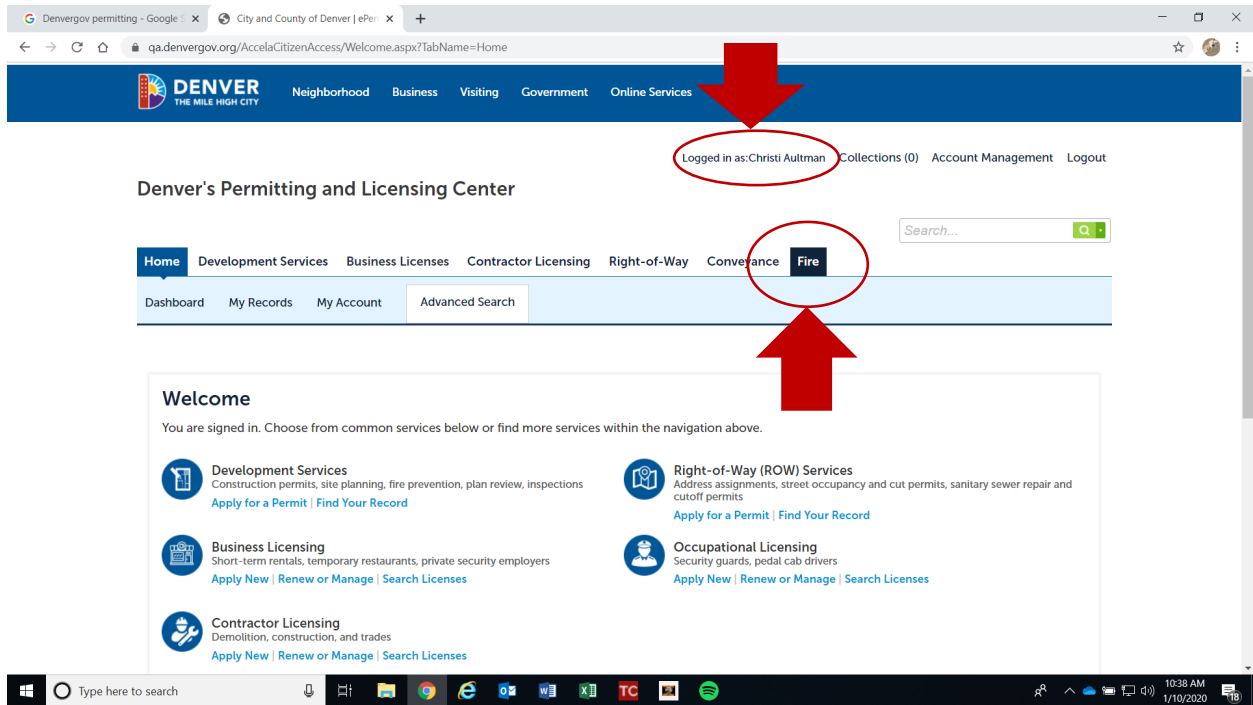 Denvergov permitting - Google S
City and County of Denver | ePer
qa.denvergov.org/AccelaCitizenAccess/Welcome.aspx?TabName=Home
DENVER
THE MILE HIGH CITY
Neighborhood Business Visiting Government Online Services
Logged in as:Christi Aultman Collections (0) Account Management Logout
Denver's Permitting and Licensing Center
Search...
Home Development Services Business Licenses Contractor Licensing Right-of-Way Conveyance Fire
Dashboard My Records My Account Advanced Search
Welcome
You are signed in. Choose from common services below or find more services within the navigation above.
Development Services
Construction permits, site planning, fire prevention, plan review, inspections
Apply for a Permit | Find Your Record
Right-of-Way (ROW) Services
Address assignments, street occupancy and cut permits, sanitary sewer repair and
cutoff permits
Apply for a Permit | Find Your Record
Business Licensing
Short-term rentals, temporary restaurants, private security employers
Apply New | Renew or Manage | Search Licenses
Occupational Licensing
Security guards, pedal cab drivers
Apply New | Renew or Manage | Search Licenses
Contractor Licensing
Demolition, construction, and trades
Apply New | Renew or Manage | Search Licenses
Type here to search
TC
10:38 AM
1/10/2020
18